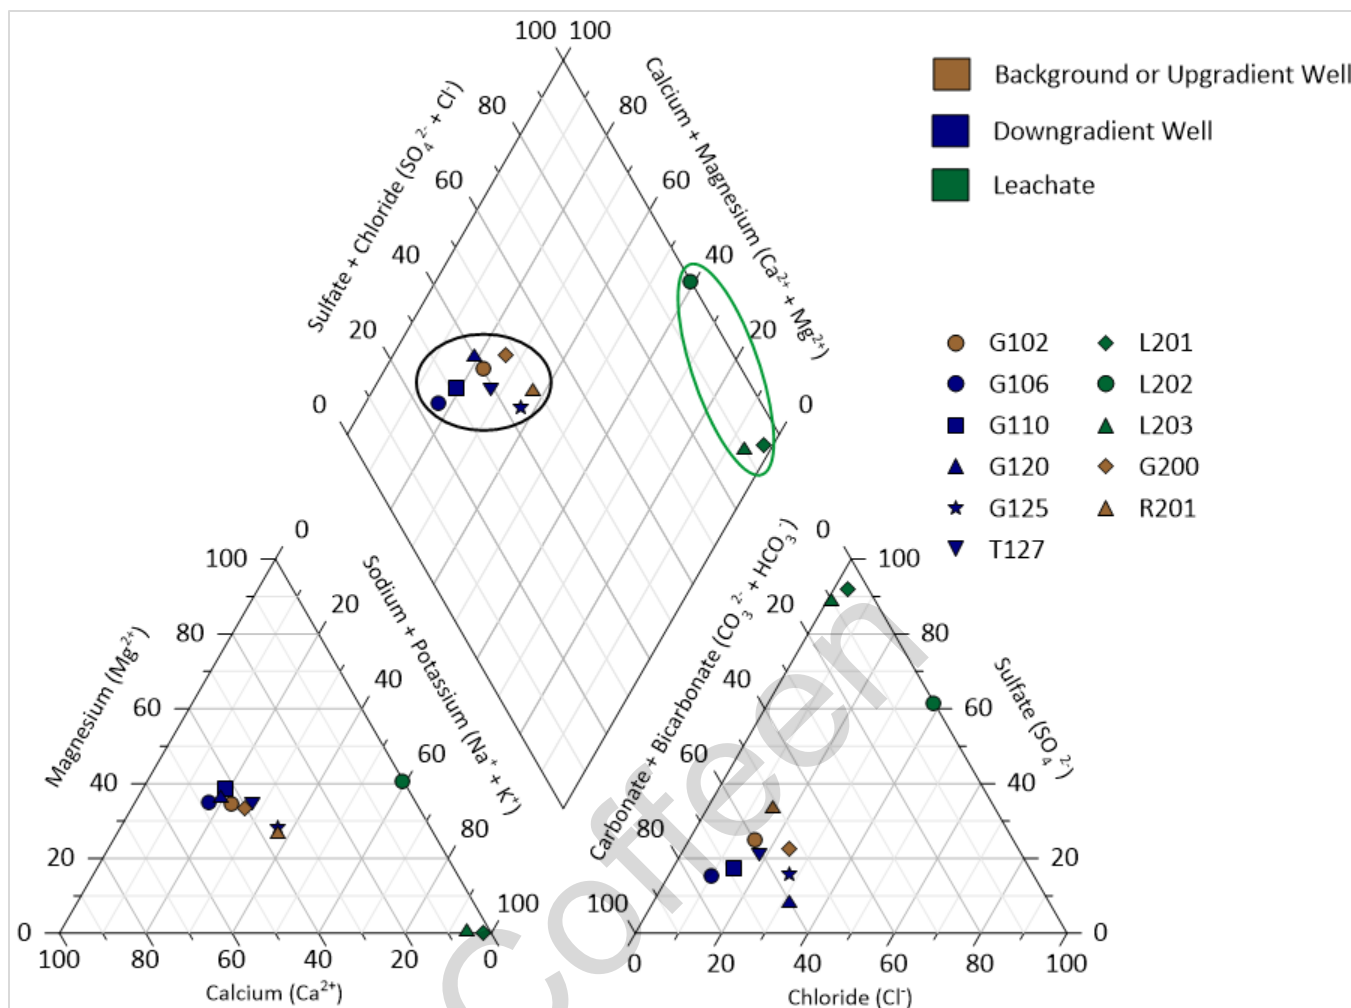 100 100
Background or Upgradient Well
Downgradient Well
Leachate
Sulfate + Chloride (SO₄²⁻ + Cl⁻)
Calcium + Magnesium (Ca²⁺ + Mg²⁺)
80 80
60 60
40 40
20 20
0 0
G102 L201
G106 L202
G110 L203
G120 G200
G125 R201
T127
Magnesium (Mg²⁺)
Sodium + Potassium (Na⁺ + K⁺)
0
100
20
80
40
60
60
40
80
20
100
0
100 80 60 40 20 0
Calcium (Ca²⁺)
Carbonate + Bicarbonate (CO₃²⁻ + HCO₃⁻)
Sulfate (SO₄²⁻)
0
100
20
80
40
60
60
40
80
20
100
0
0 20 40 60 80 100
Chloride (Cl⁻)
Coffeen